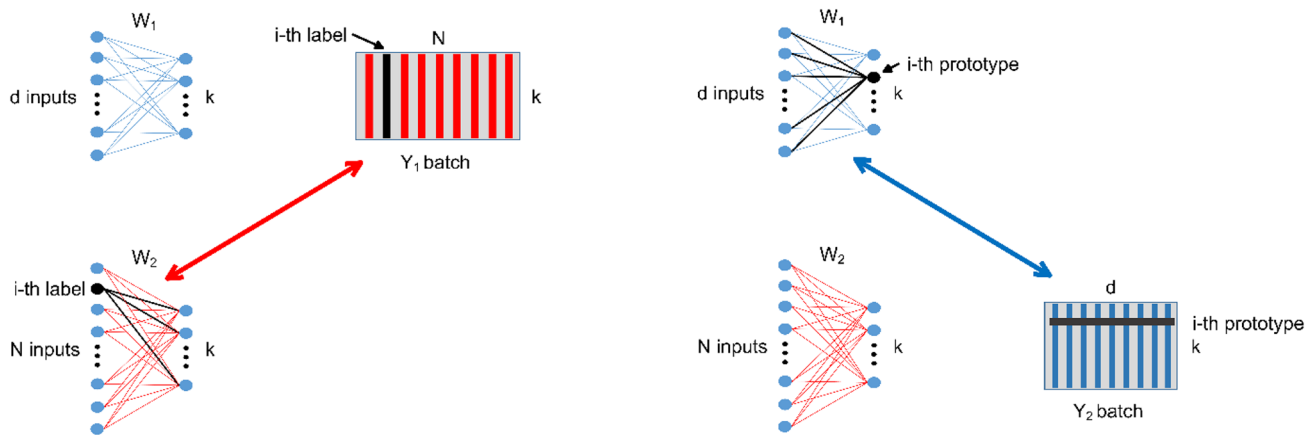 W₁
d inputs
k
i-th label
N
k
Y₁ batch
W₂
i-th label
N inputs
k
W₁
i-th prototype
d inputs
k
W₂
N inputs
k
d
i-th prototype
k
Y₂ batch